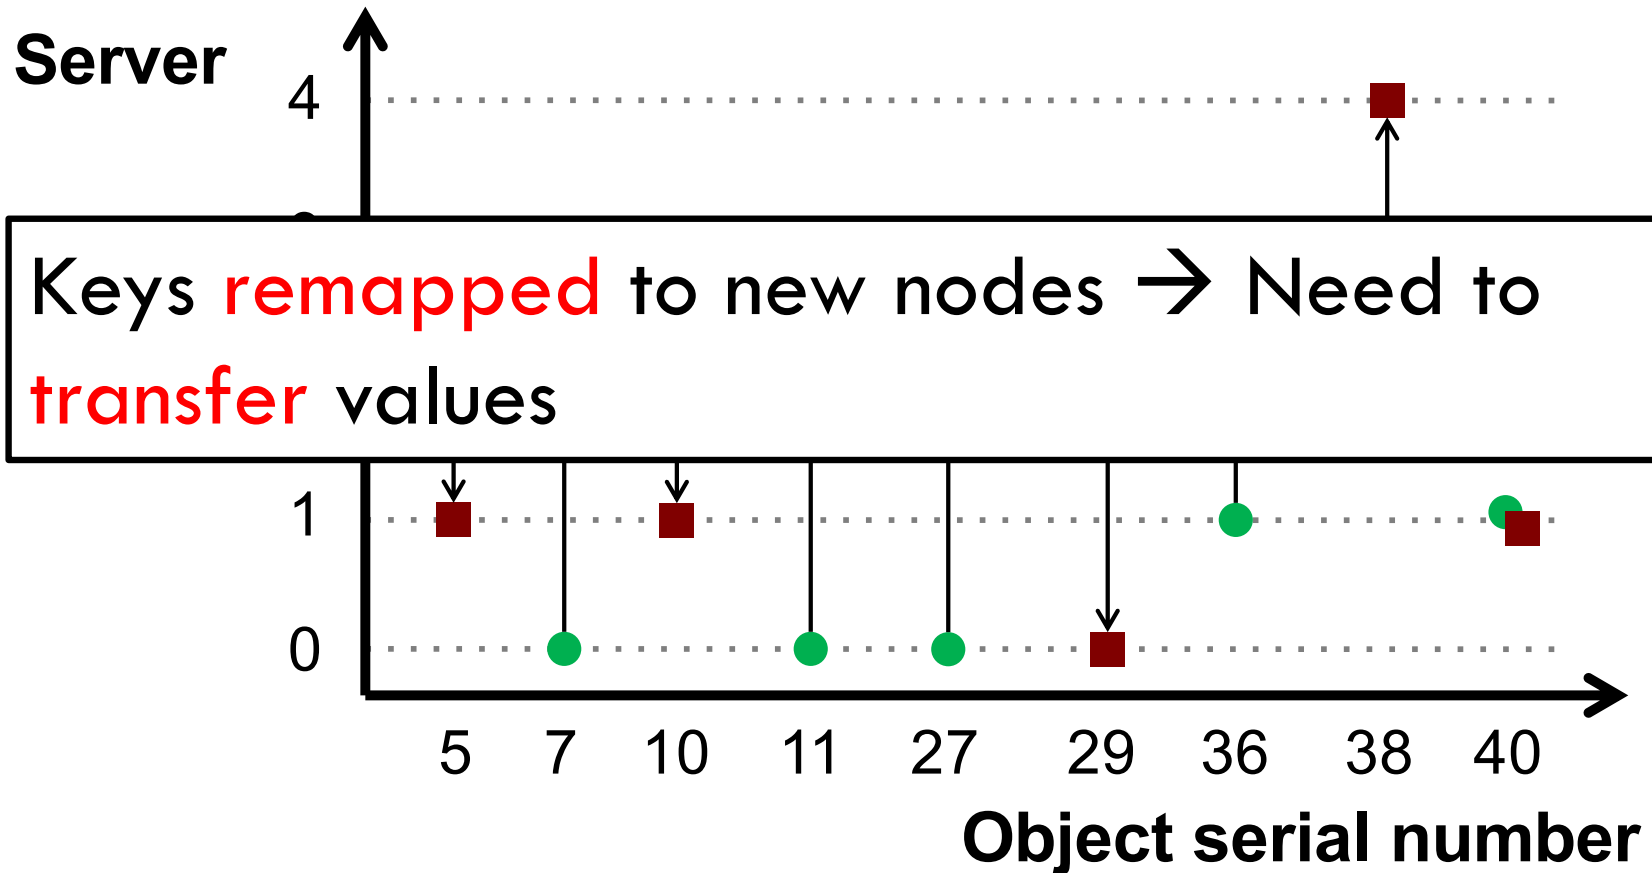 Server
4
Keys remapped to new nodes → Need to
transfer values
1
0
5 7 10 11 27 29 36 38 40
Object serial number